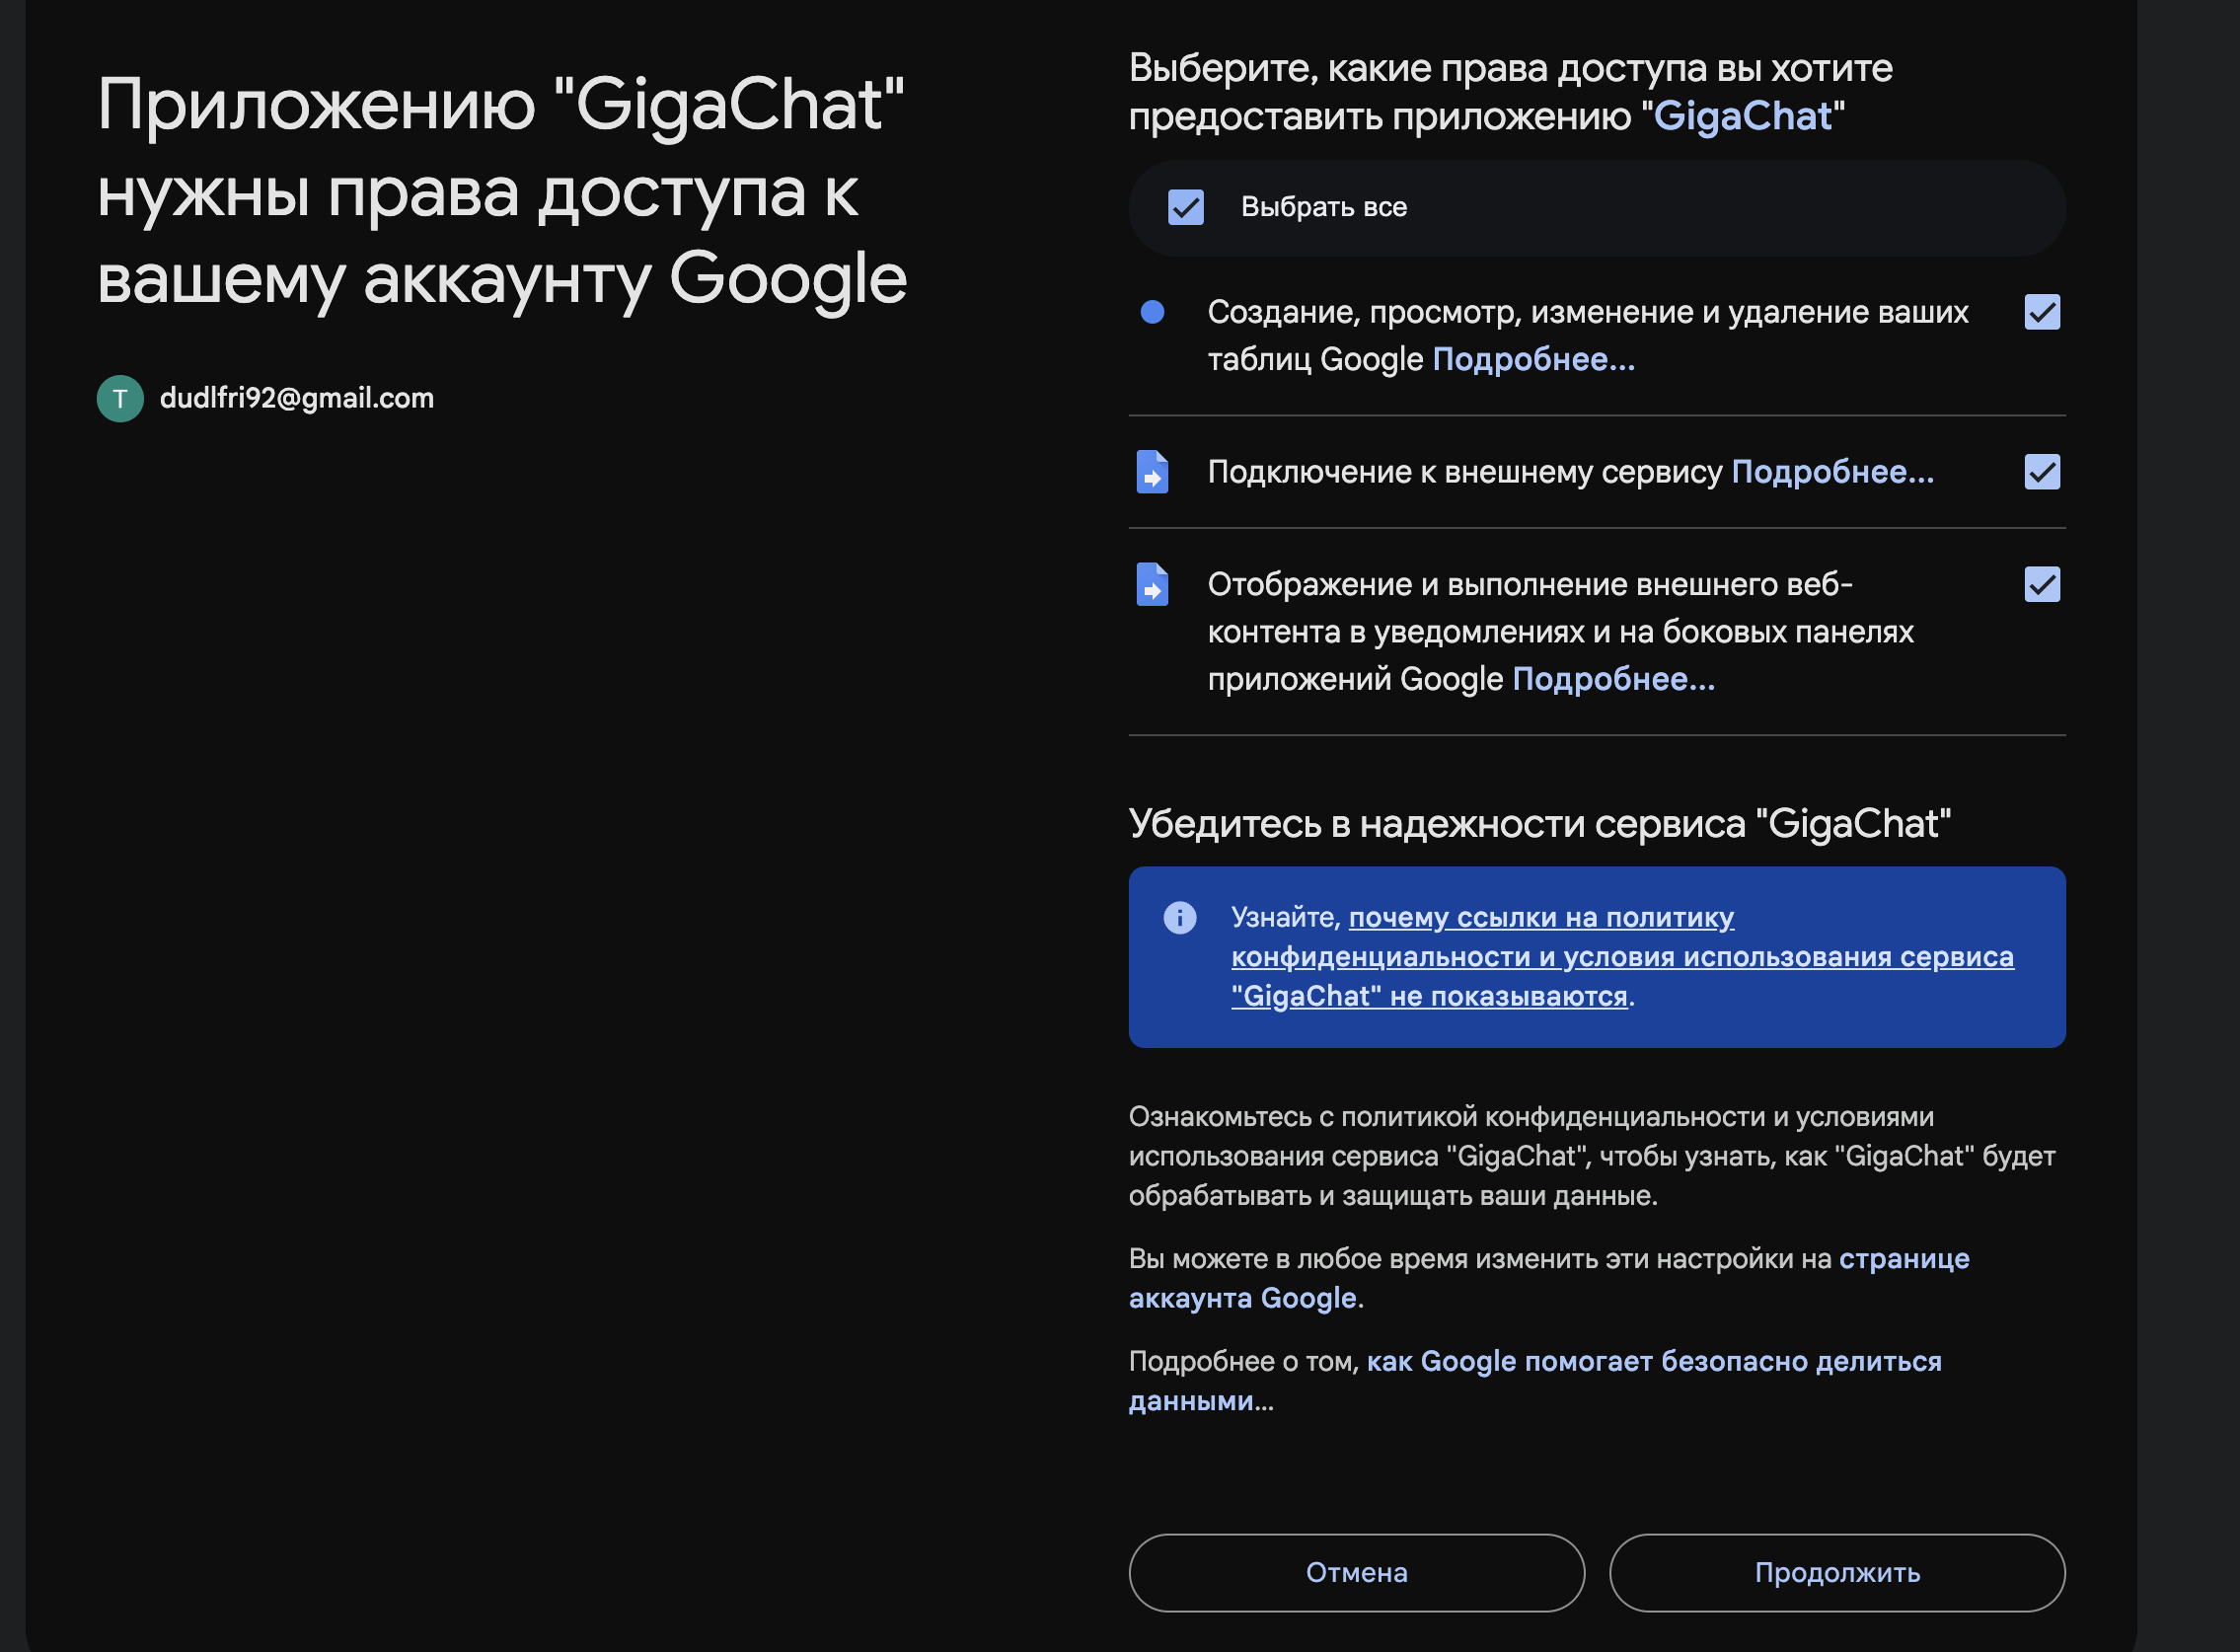 Приложению "GigaChat"
нужны права доступа к
вашему аккаунту Google
T dudlfri92@gmail.com
Выберите, какие права доступа вы хотите
предоставить приложению "GigaChat"
Выбрать все
Создание, просмотр, изменение и удаление ваших
таблиц Google Подробнее...
Подключение к внешнему сервису Подробнее...
Отображение и выполнение внешнего веб-
контента в уведомлениях и на боковых панелях
приложений Google Подробнее...
Убедитесь в надежности сервиса "GigaChat"
Узнайте, почему ссылки на политику
конфиденциальности и условия использования сервиса
"GigaChat" не показываются.
Ознакомьтесь с политикой конфиденциальности и условиями
использования сервиса "GigaChat", чтобы узнать, как "GigaChat" будет
обрабатывать и защищать ваши данные.
Вы можете в любое время изменить эти настройки на странице
аккаунта Google.
Подробнее о том, как Google помогает безопасно делиться
данными...
Отмена
Продолжить